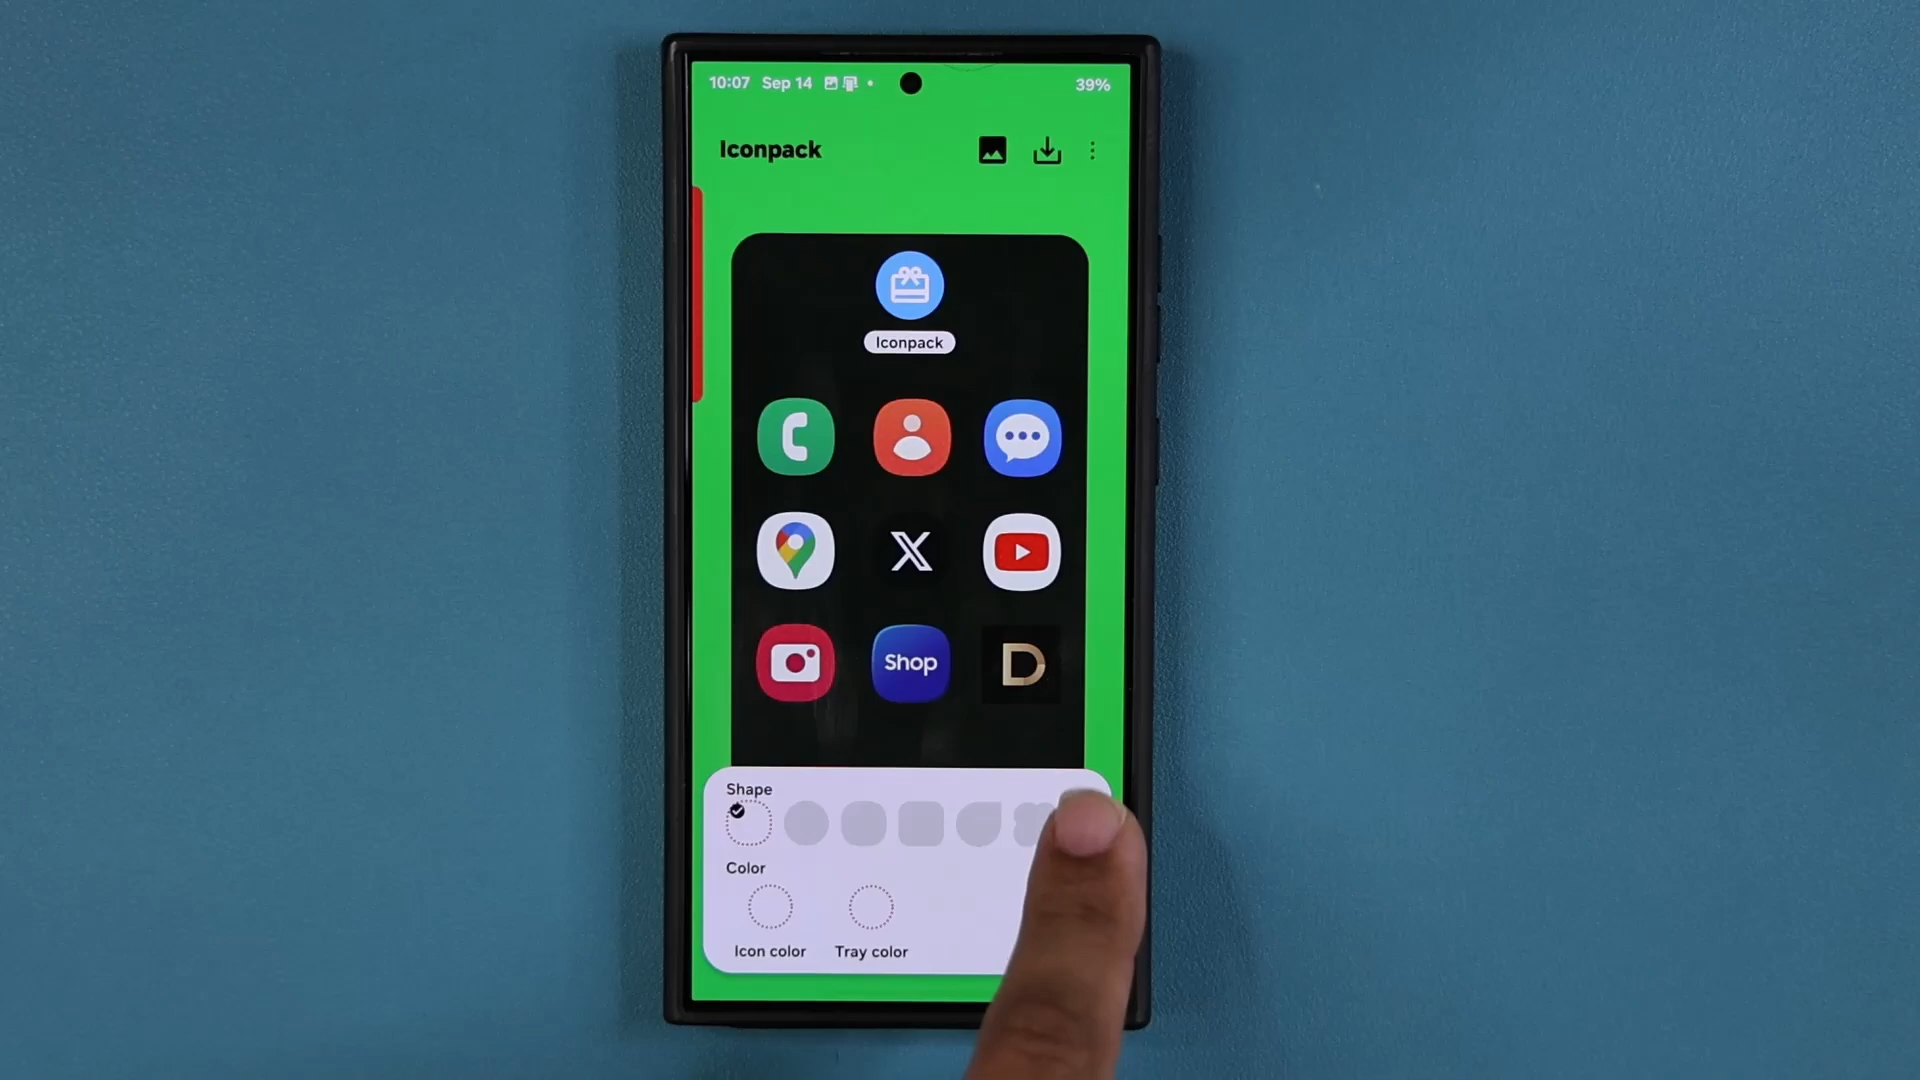 10:07 Sep 14
39%
Iconpack
Iconpack
X
Shop
D
Shape
Color
Icon color
Tray color